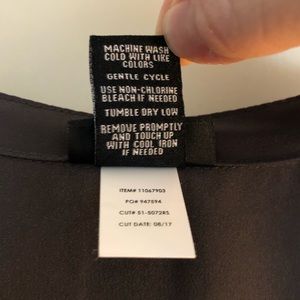 MACHINE WASH
COLD WITH LIKE
COLORS
GENTLE CYCLE
USE NON-CHLORINE
BLEACH IF NEEDED
TUMBLE DRY LOW
REMOVE PROMPTLY
AND TOUCH UP
WITH COOL IRON
IF NEEDED
ITEM# 11067903
PO# 947894
CUT# 51-5072RS
CUT DATE: 08/17